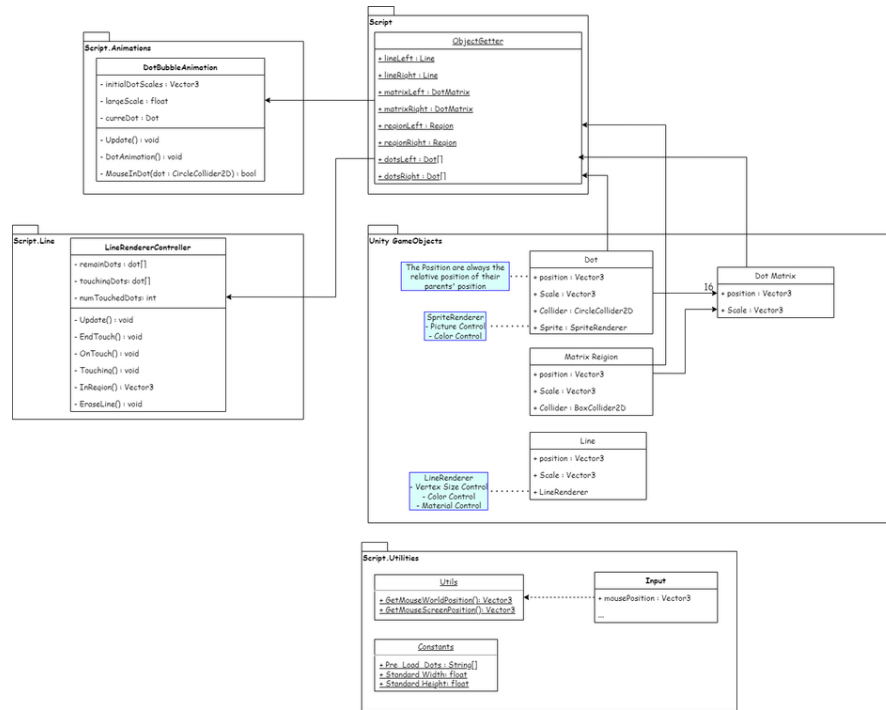 Script
ObjectGetter
+ lineLeft : Line
+ lineRight : Line
+ matrixLeft : DotMatrix
+ matrixRight : DotMatrix
+ regionLeft : Region
+ regionRight : Region
+ dotsLeft : Dot[]
+ dotsRight : Dot[]
Script.Animations
DotBubbleAnimation
- initialDotScales : Vector3
- largeScale : float
- curreDot : Dot
- Update() : void
- DotAnimation() : void
- MouseInDot(dot : CircleCollider2D) : bool
Script.Line
LineRendererController
- remainDots : dot[]
- touchingDots: dot[]
- numTouchedDots: int
- Update() : void
- EndTouch() : void
- OnTouch() : void
- Touching() : void
- InRegion() : Vector3
- EraseLine() : void
Unity GameObjects
The Position are always the
relative position of their
parents' position
SpriteRenderer
- Picture Control
- Color Control
Dot
+ position : Vector3
+ Scale : Vector3
+ Collider : CircleCollider2D
+ Sprite : SpriteRenderer
16
Dot Matrix
+ position : Vector3
+ Scale : Vector3
Matrix Reigion
+ position : Vector3
+ Scale : Vector3
+ Collider : BoxCollider2D
Line
+ position : Vector3
+ Scale : Vector3
+ LineRenderer
LineRenderer
- Vertex Size Control
- Color Control
- Material Control
Script.Utilities
Utils
+ GetMouseWorldPosition(): Vector3
+ GetMouseScreenPosition(): Vector3
Input
+ mousePosition : Vector3
...
Constants
+ Pre_Load_Dots : String[]
+ Standard Width: float
+ Standard Height: float